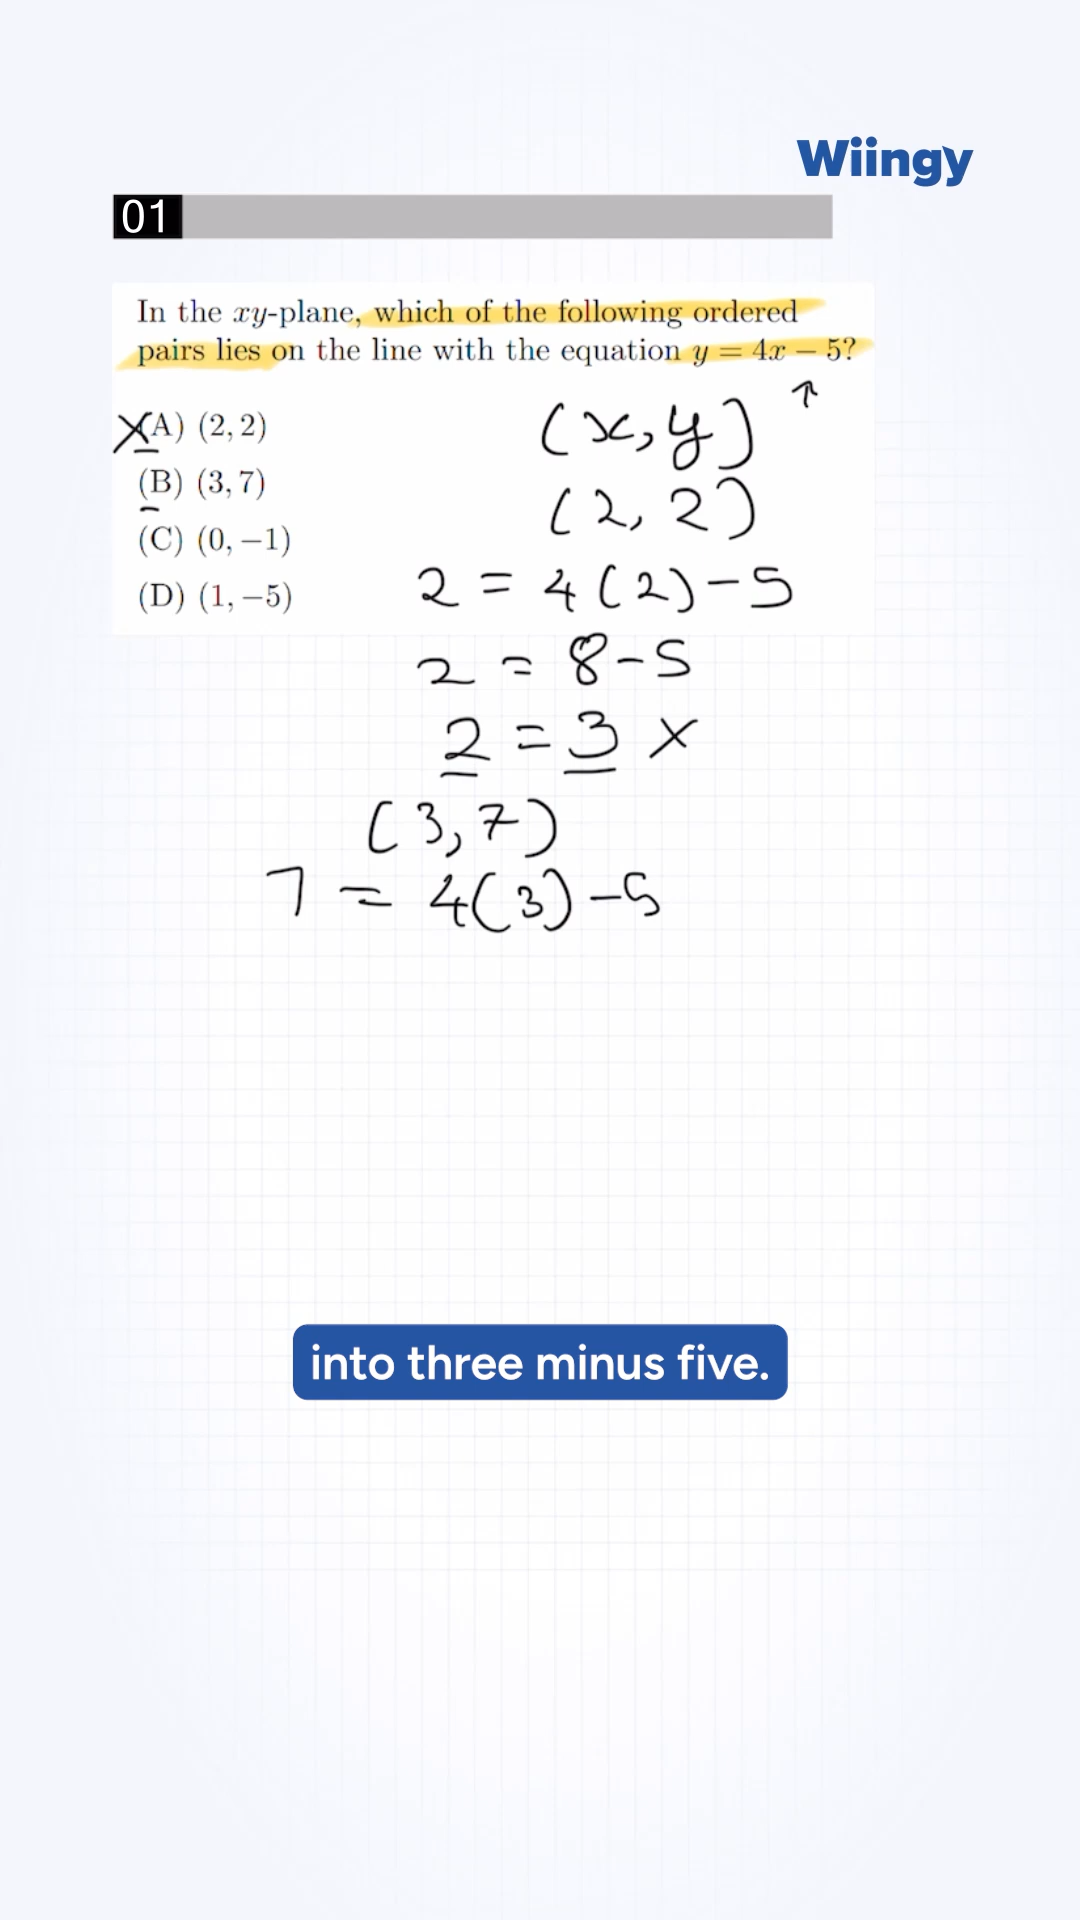 Wiingy
01
In the xy-plane, which of the following ordered
pairs lies on the line with the equation y = 4x − 5?
(A) (2, 2)
(B) (3, 7)
(C) (0, −1)
(D) (1, −5)
(x, y)
(2, 2)
2 = 4(2) − 5
2 = 8 − 5
2 = 3 ×
(3, 7)
7 = 4(3) − 5
into three minus five.